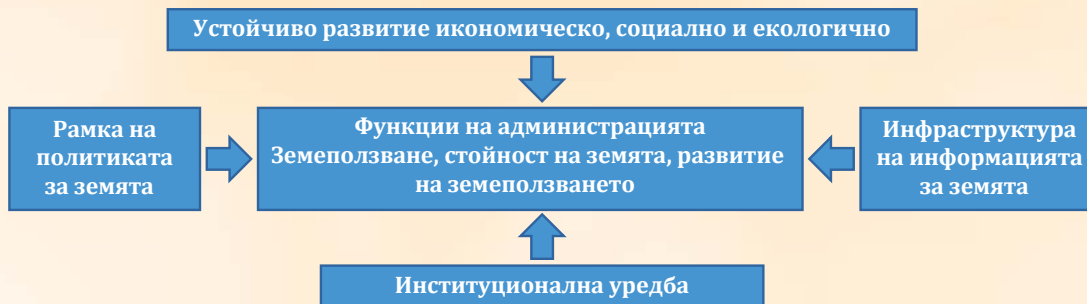 Устойчиво развитие икономическо, социално и екологично
Рамка на
политиката
за земята
Функции на администрацията
Земеползване, стойност на земята, развитие
на земеползването
Инфраструктура
на информацията
за земята
Институционална уредба